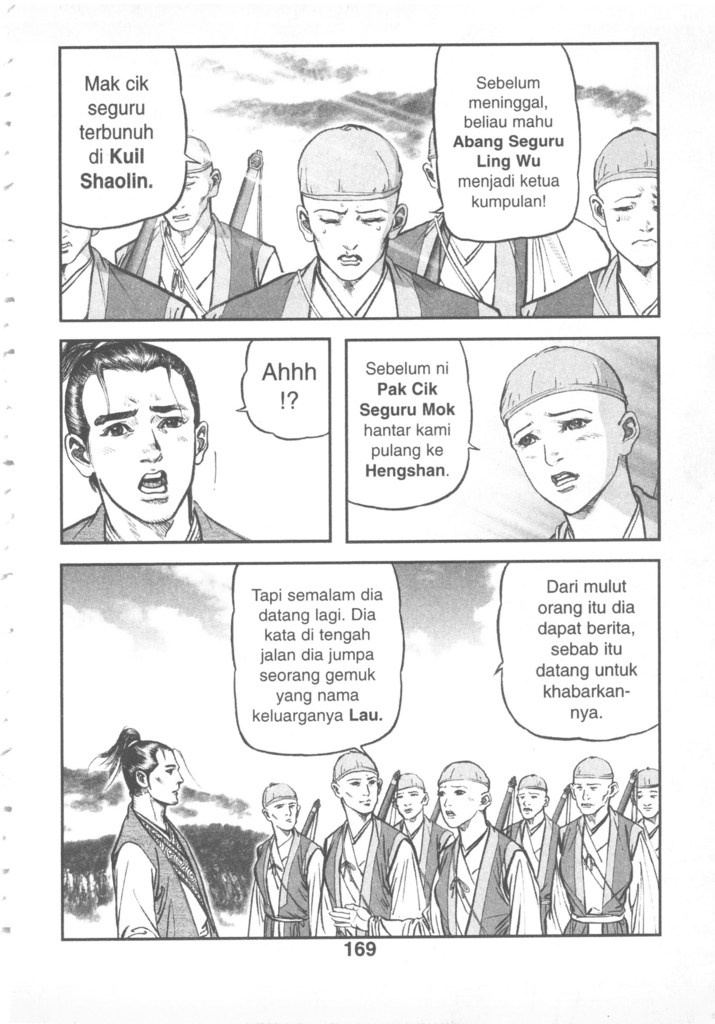 Mak cik
seguru
terbunuh
di Kuil
Shaolin.
Sebelum
meninggal,
beliau mahu
Abang Seguru
Ling Wu
menjadi ketua
kumpulan!
Ahhh
!?
Sebelum ni
Pak Cik
Seguru Mok
hantar kami
pulang ke
Hengshan.
Tapi semalam dia
datang lagi. Dia
kata di tengah
jalan dia jumpa
seorang gemuk
yang nama
keluarganya Lau.
Dari mulut
orang itu dia
dapat berita,
sebab itu
datang untuk
khabarkan-
nya.
169